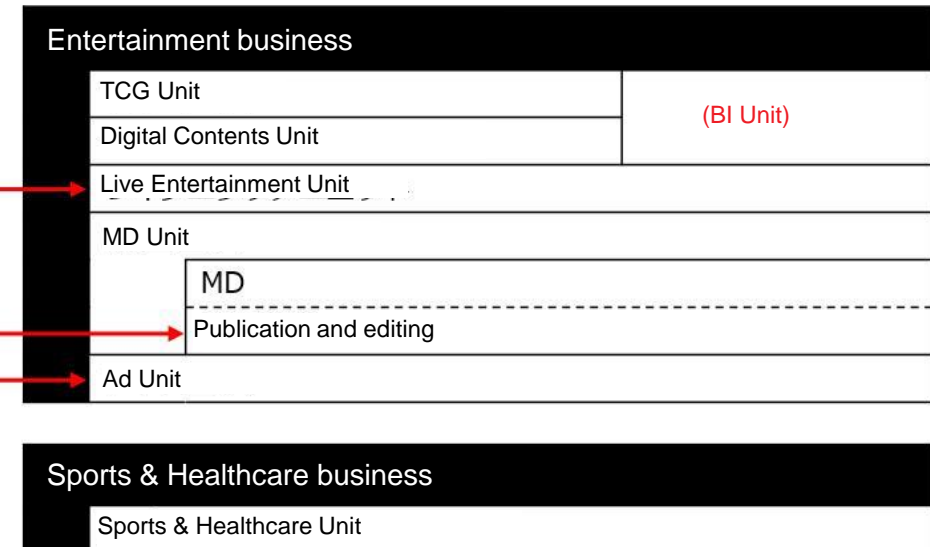 Entertainment business
TCG Unit
(BI Unit)
Digital Contents Unit
Live Entertainment Unit
MD Unit
MD
Publication and editing
Ad Unit
Sports & Healthcare business
Sports & Healthcare Unit